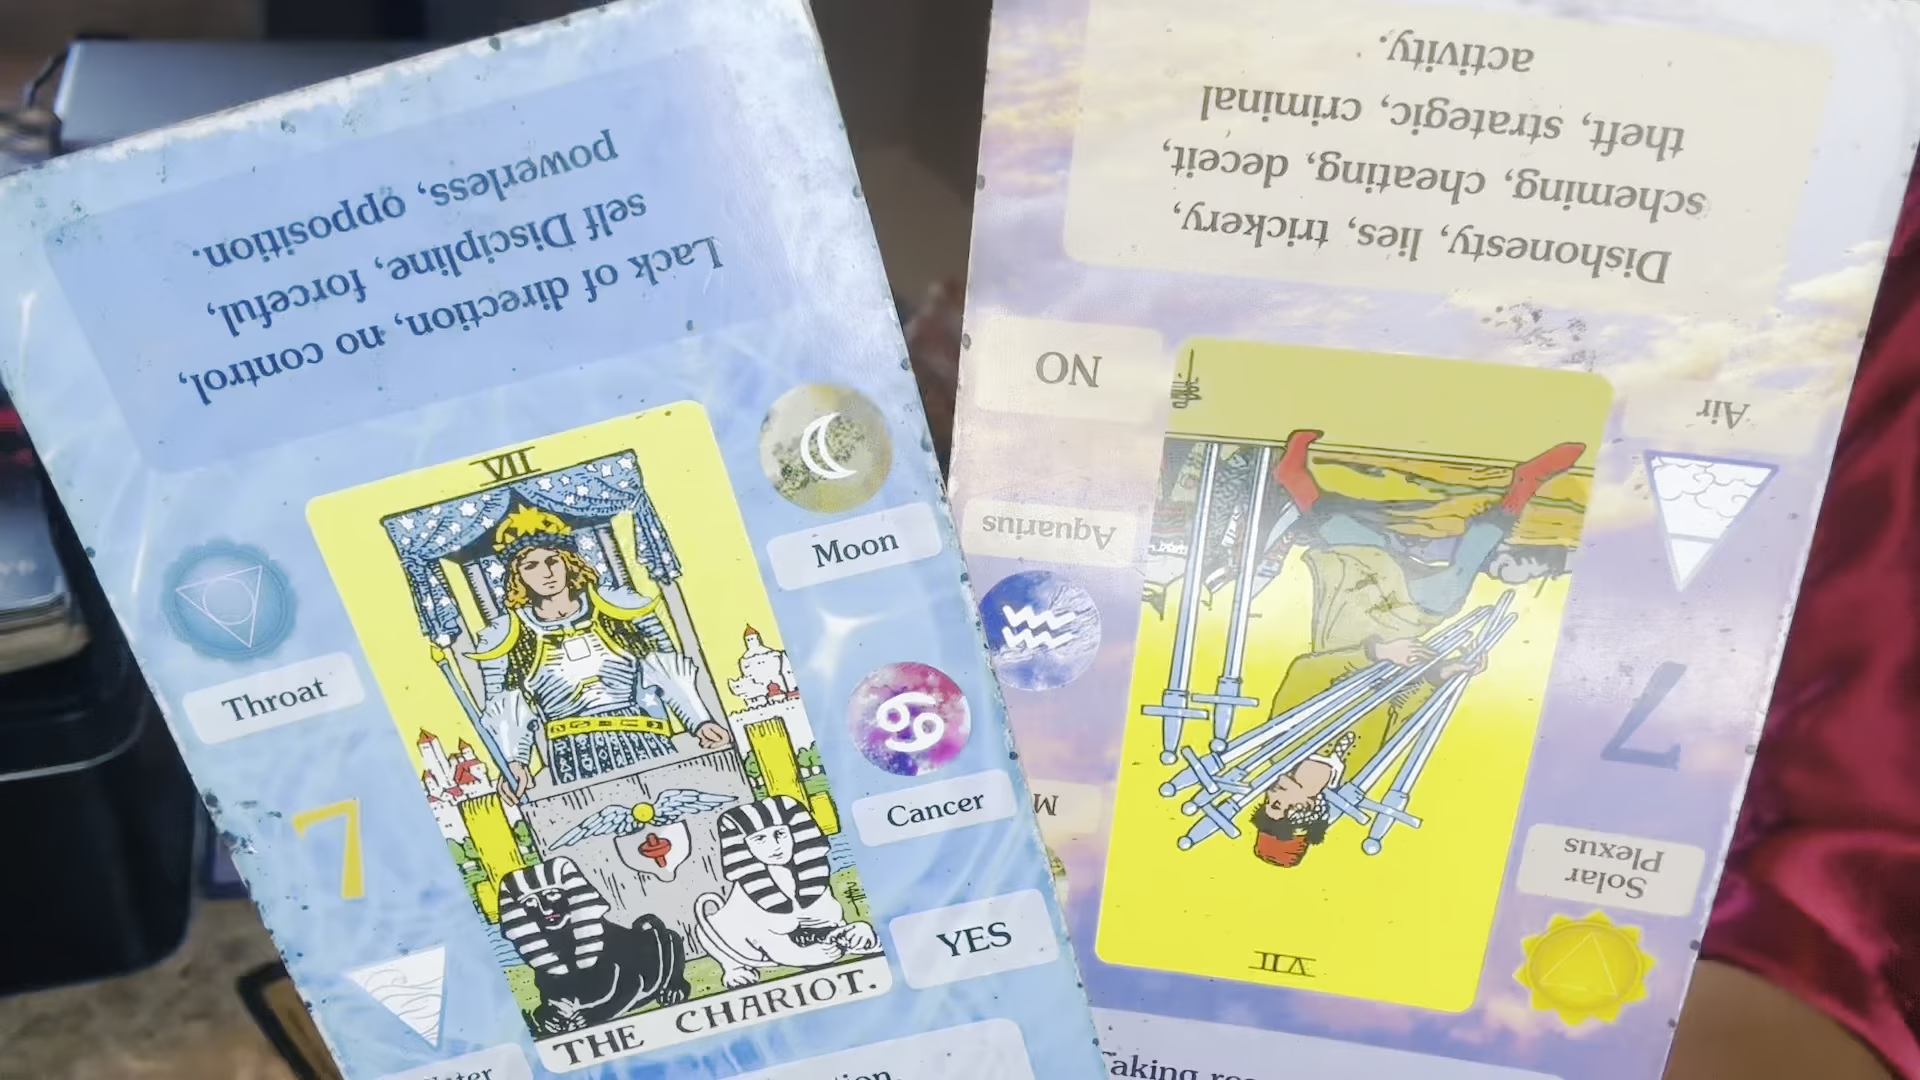 Lack of direction, no control,
self Discipline, forceful,
powerless, opposition.
VII
Moon
Throat
Cancer
7
YES
THE CHARIOT.
Dishonesty, lies, trickery,
scheming, cheating, deceit,
theft, strategic, criminal
activity.
NO
Air
Aquarius
7
Solar
Plexus
VII
Taking